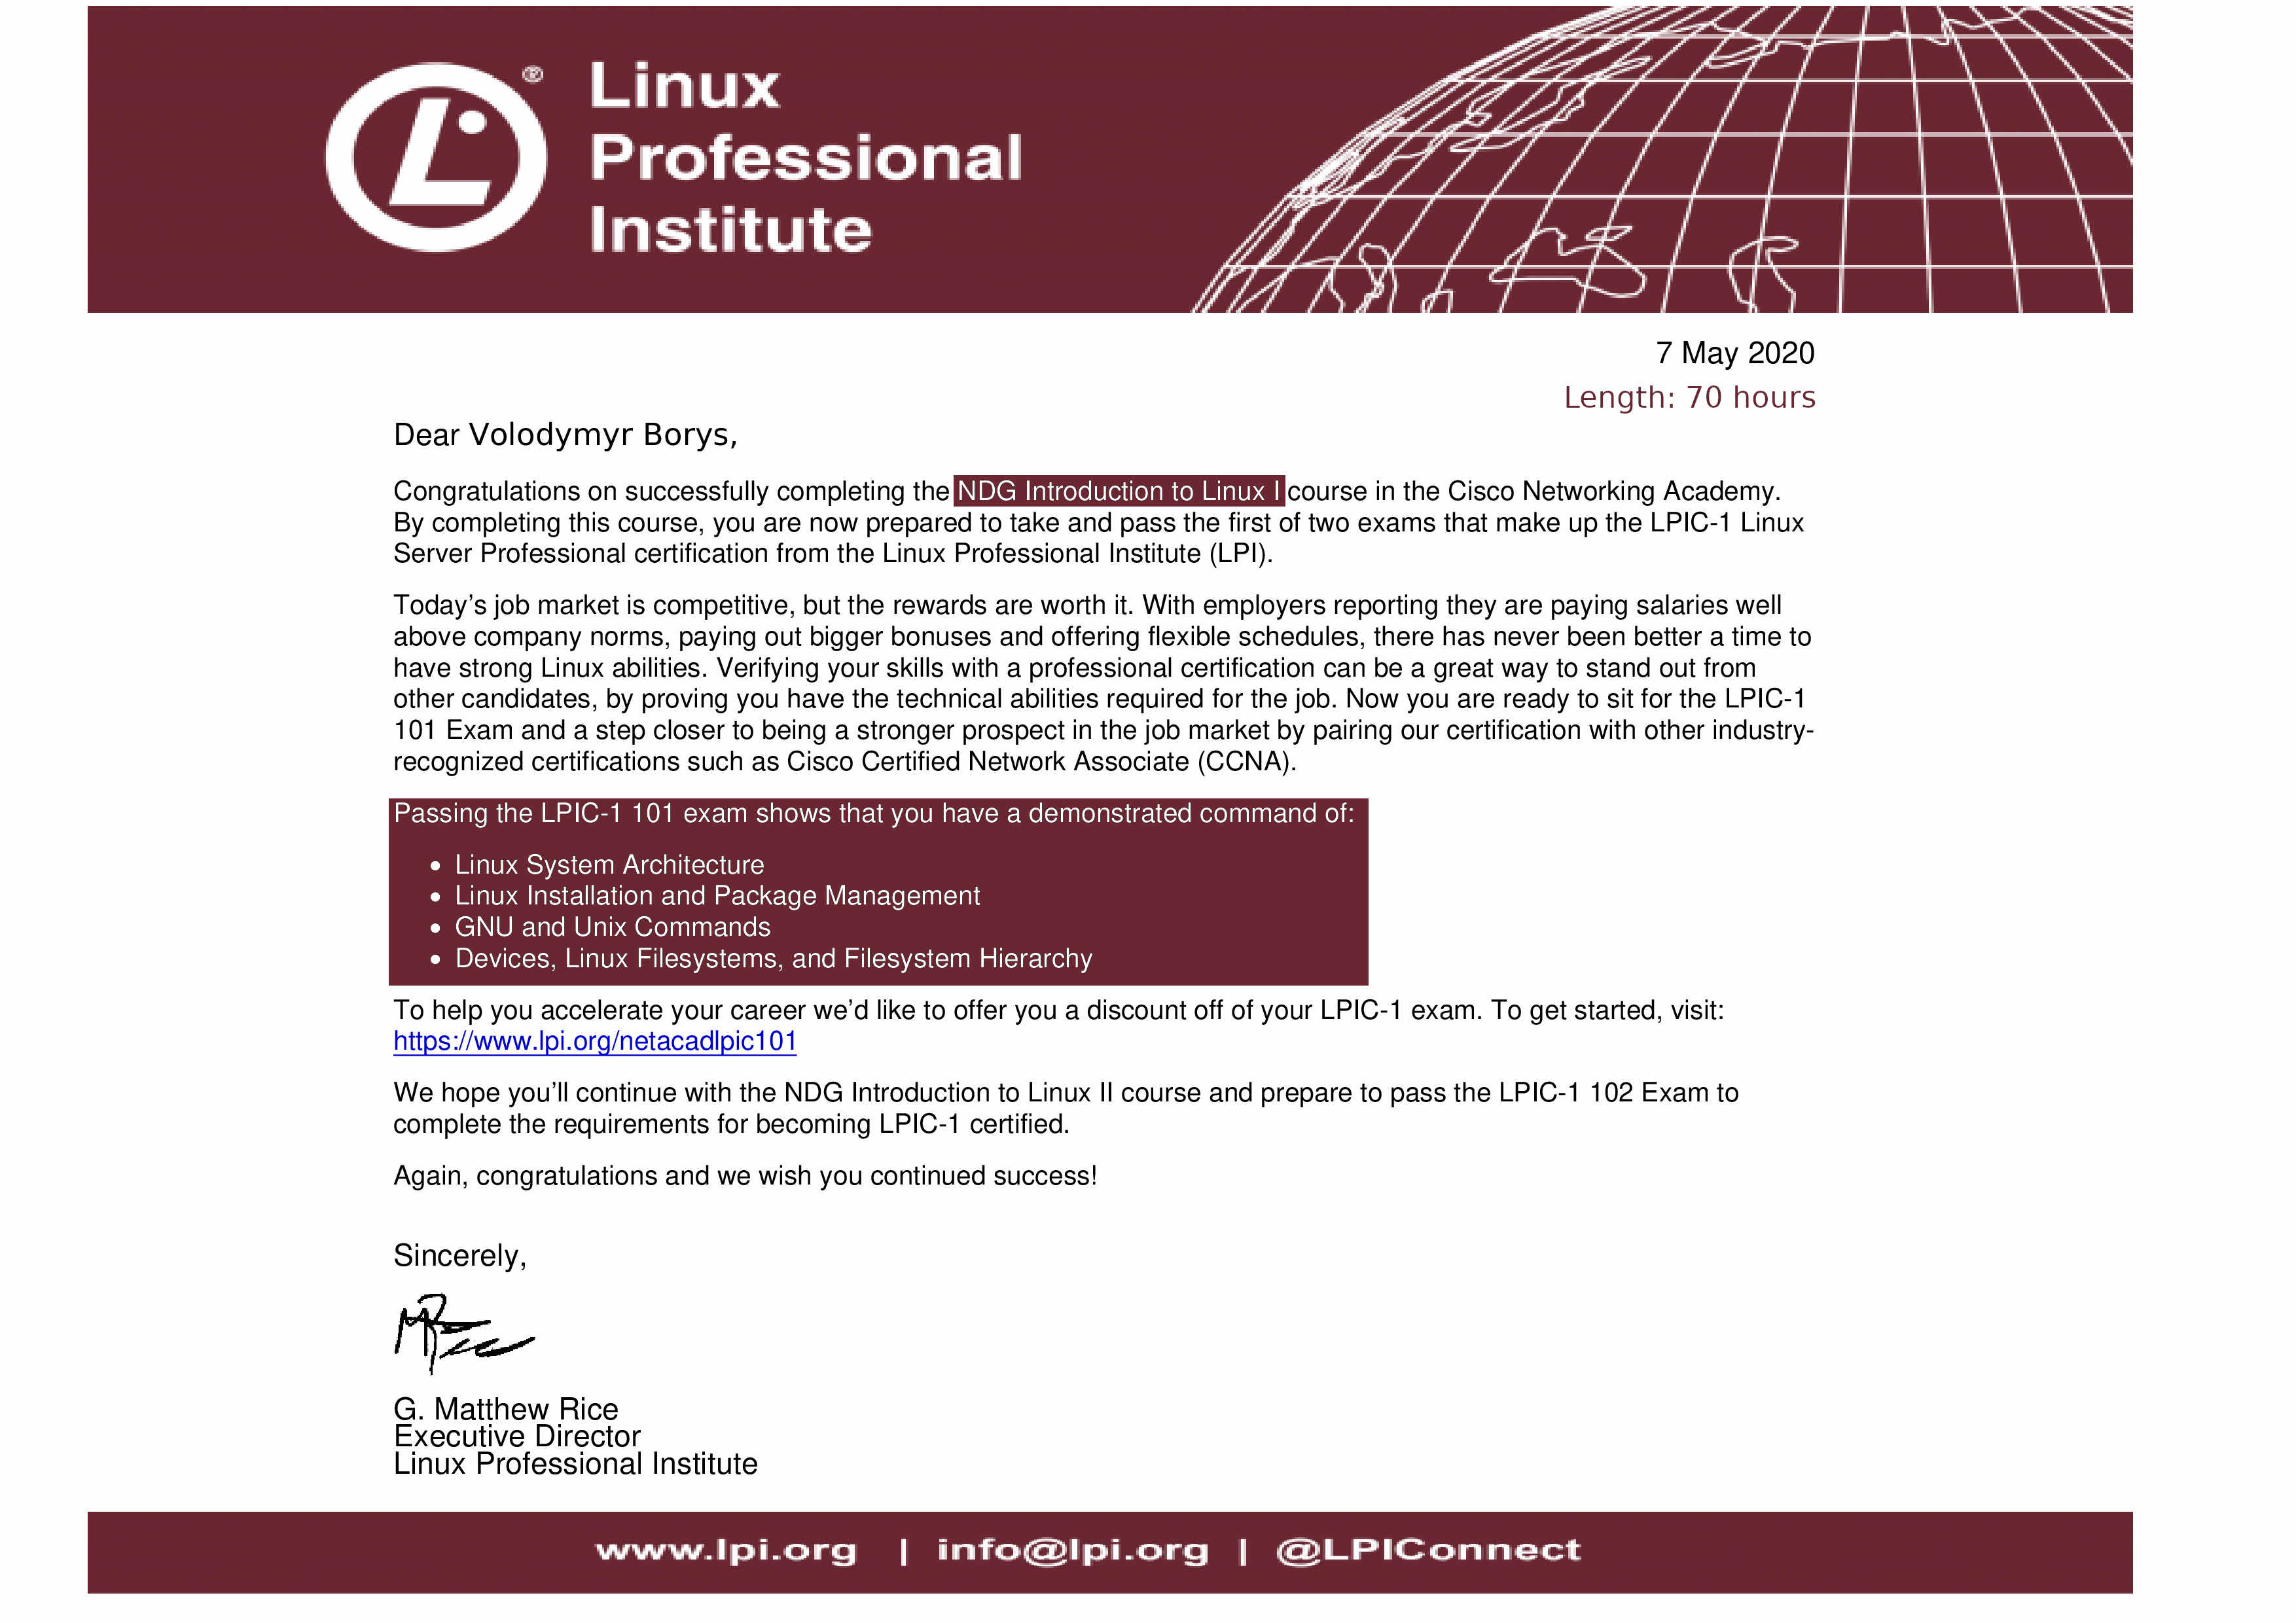 Linux
Professional
Institute
®
7 May 2020
Length: 70 hours
Dear Volodymyr Borys,
Congratulations on successfully completing the NDG Introduction to Linux I course in the Cisco Networking Academy.
By completing this course, you are now prepared to take and pass the first of two exams that make up the LPIC-1 Linux
Server Professional certification from the Linux Professional Institute (LPI).
Today’s job market is competitive, but the rewards are worth it. With employers reporting they are paying salaries well
above company norms, paying out bigger bonuses and offering flexible schedules, there has never been better a time to
have strong Linux abilities. Verifying your skills with a professional certification can be a great way to stand out from
other candidates, by proving you have the technical abilities required for the job. Now you are ready to sit for the LPIC-1
101 Exam and a step closer to being a stronger prospect in the job market by pairing our certification with other industry-
recognized certifications such as Cisco Certified Network Associate (CCNA).
Passing the LPIC-1 101 exam shows that you have a demonstrated command of:
• Linux System Architecture
• Linux Installation and Package Management
• GNU and Unix Commands
• Devices, Linux Filesystems, and Filesystem Hierarchy
To help you accelerate your career we’d like to offer you a discount off of your LPIC-1 exam. To get started, visit:
https://www.lpi.org/netacadlpic101
We hope you’ll continue with the NDG Introduction to Linux II course and prepare to pass the LPIC-1 102 Exam to
complete the requirements for becoming LPIC-1 certified.
Again, congratulations and we wish you continued success!
Sincerely,
G. Matthew Rice
Executive Director
Linux Professional Institute
www.lpi.org | info@lpi.org | @LPIConnect